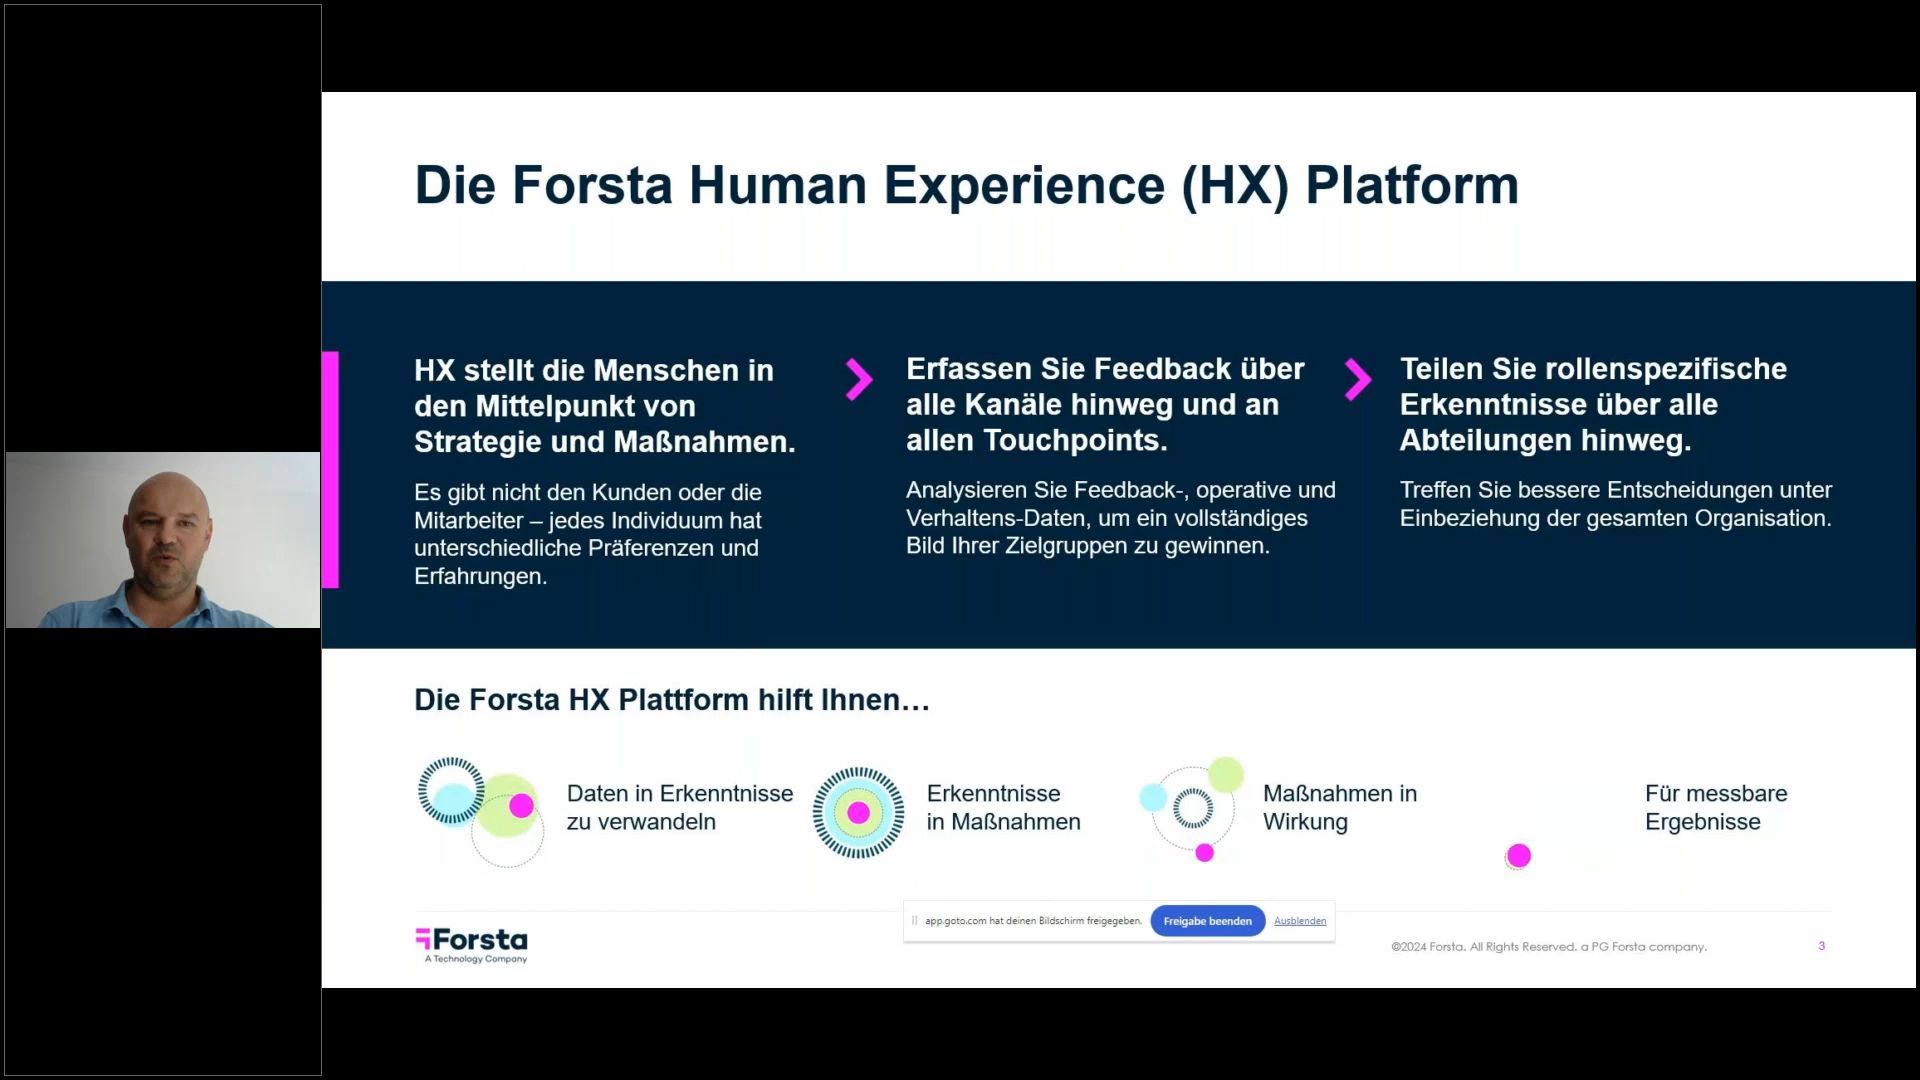 Die Forsta Human Experience (HX) Platform
HX stellt die Menschen in
den Mittelpunkt von
Strategie und Maßnahmen.
Es gibt nicht den Kunden oder die
Mitarbeiter – jedes Individuum hat
unterschiedliche Präferenzen und
Erfahrungen.
Erfassen Sie Feedback über
alle Kanäle hinweg und an
allen Touchpoints.
Analysieren Sie Feedback-, operative und
Verhaltens-Daten, um ein vollständiges
Bild Ihrer Zielgruppen zu gewinnen.
Teilen Sie rollenspezifische
Erkenntnisse über alle
Abteilungen hinweg.
Treffen Sie bessere Entscheidungen unter
Einbeziehung der gesamten Organisation.
Die Forsta HX Plattform hilft Ihnen…
Daten in Erkenntnisse
zu verwandeln
Erkenntnisse
in Maßnahmen
Maßnahmen in
Wirkung
Für messbare
Ergebnisse
app.goto.com hat deinen Bildschirm freigegeben.
Freigabe beenden
Ausblenden
Forsta
A Technology Company
©2024 Forsta. All Rights Reserved. a PG Forsta company.
3